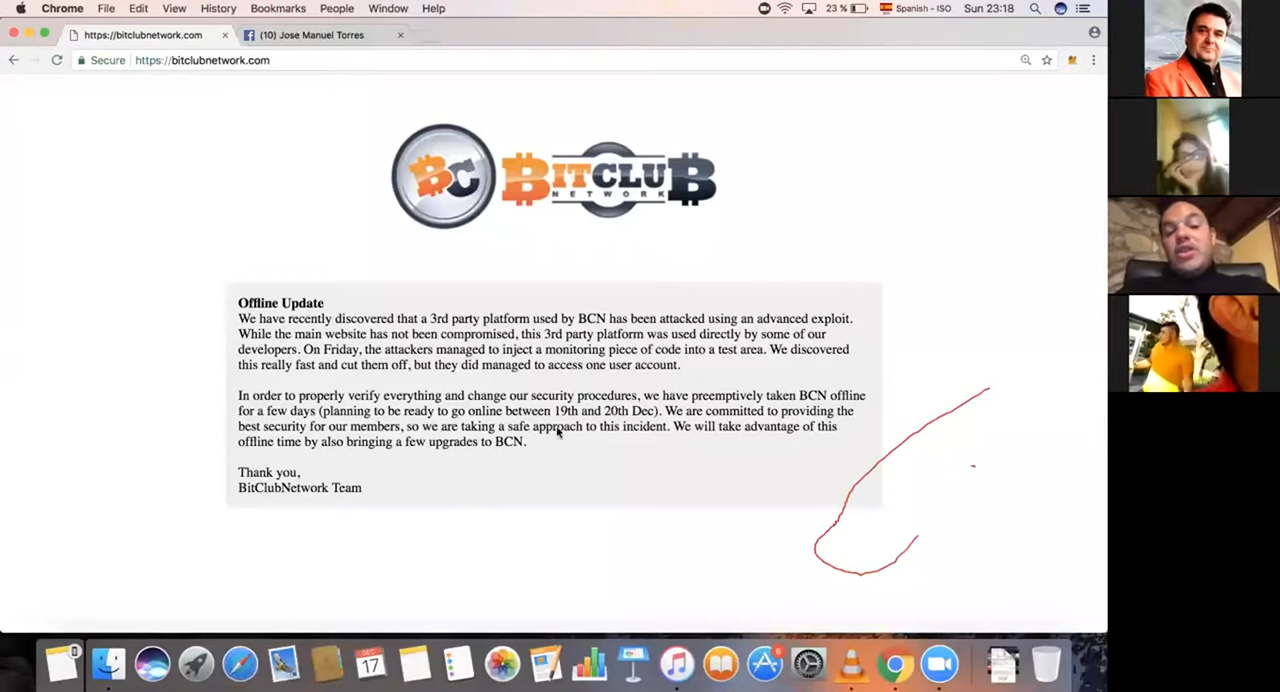 Chrome File Edit View History Bookmarks People Window Help 23 % Spanish - ISO Sun 23:18
https://bitclubnetwork.com (10) Jose Manuel Torres
Secure https://bitclubnetwork.com
BC BITCLUB
NETWORK
Offline Update
We have recently discovered that a 3rd party platform used by BCN has been attacked using an advanced exploit.
While the main website has not been compromised, this 3rd party platform was used directly by some of our
developers. On Friday, the attackers managed to inject a monitoring piece of code into a test area. We discovered
this really fast and cut them off, but they did managed to access one user account.
In order to properly verify everything and change our security procedures, we have preemptively taken BCN offline
for a few days (planning to be ready to go online between 19th and 20th Dec). We are committed to providing the
best security for our members, so we are taking a safe approach to this incident. We will take advantage of this
offline time by also bringing a few upgrades to BCN.
Thank you,
BitClubNetwork Team
DEC
17
6